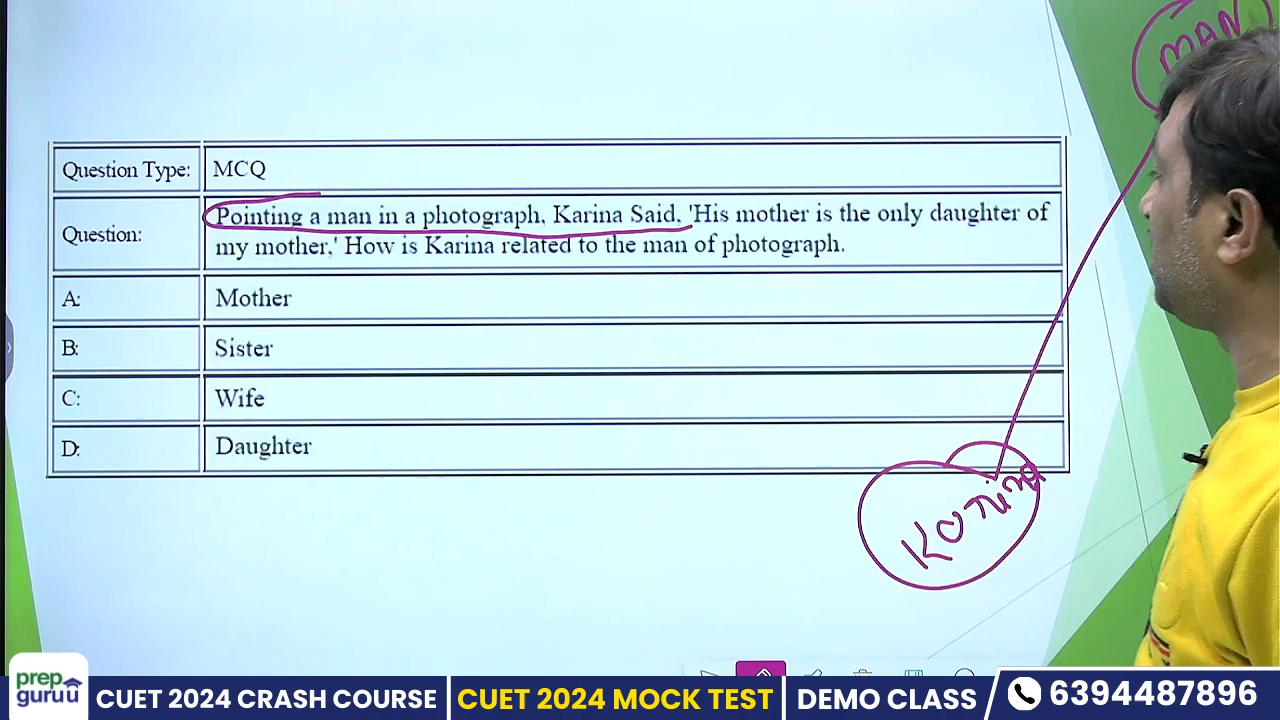 MAN
Question Type: MCQ
Question: Pointing a man in a photograph, Karina Said, 'His mother is the only daughter of
my mother,' How is Karina related to the man of photograph.
A: Mother
B: Sister
C: Wife
D: Daughter
prep
guru
CUET 2024 CRASH COURSE CUET 2024 MOCK TEST DEMO CLASS 6394487896